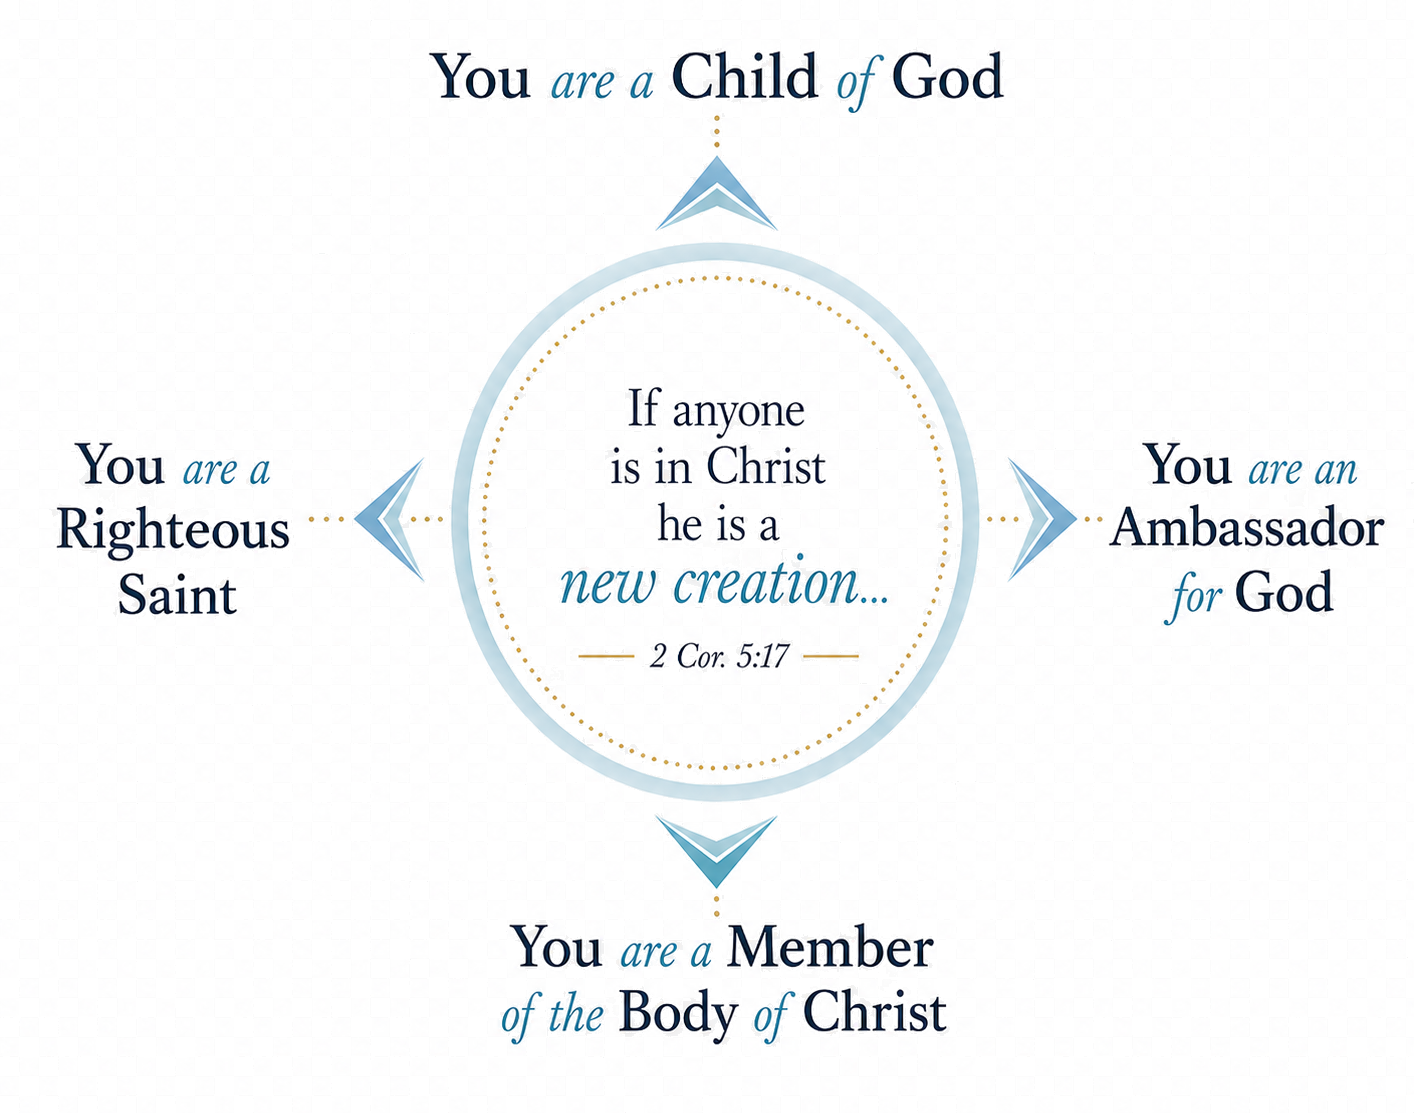 You are a Child of God
If anyone
is in Christ
he is a
new creation...
2 Cor. 5:17
You are a
Righteous
Saint
You are an
Ambassador
for God
You are a Member
of the Body of Christ